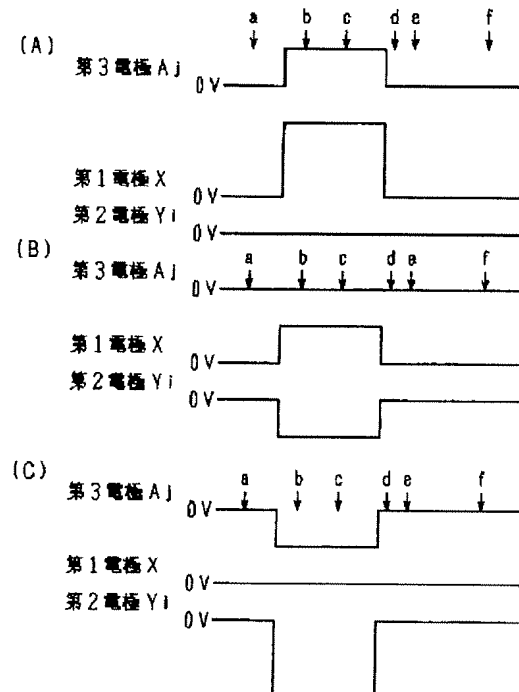 (A)
a b c d e f
第3電極Aj
0V
第1電極X
0V
第2電極Yi
0V
(B)
a b c d e f
第3電極Aj
0V
第1電極X
0V
第2電極Yi
0V
(C)
a b c d e f
第3電極Aj
0V
第1電極X
0V
第2電極Yi
0V